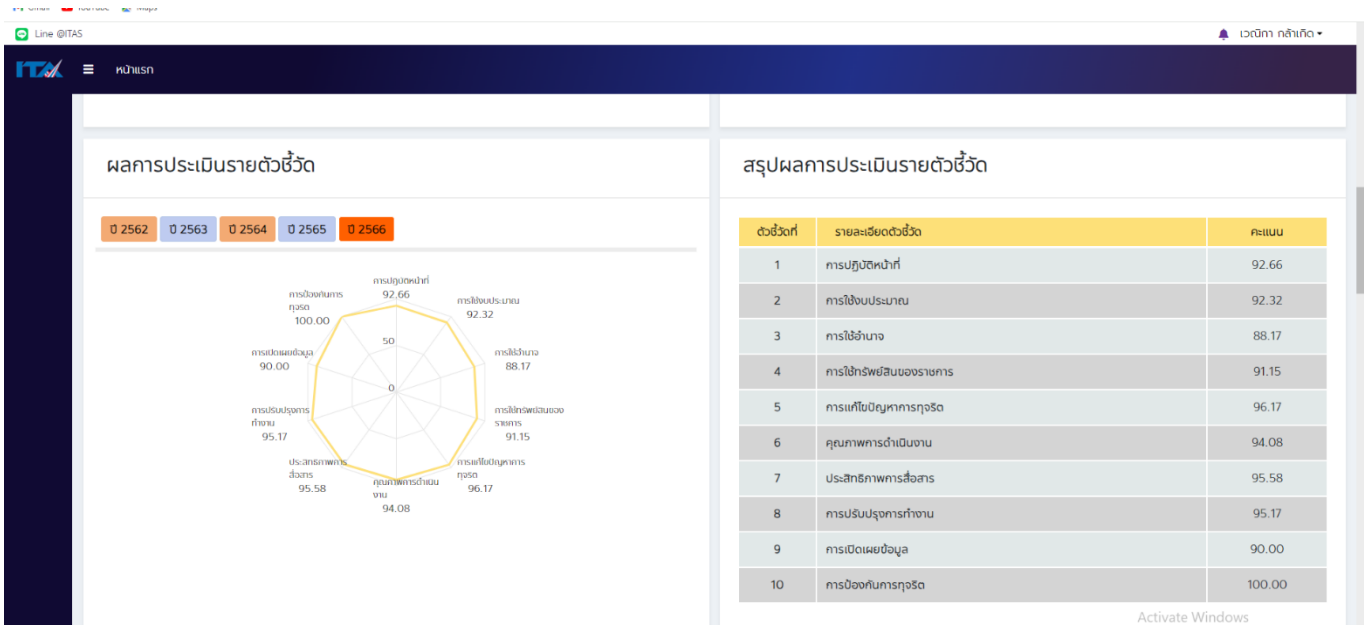 Line @ITAS
เวณิกา กล้าเกิด
ITA
หน้าแรก
ผลการประเมินรายตัวชี้วัด
ปี 2562 ปี 2563 ปี 2564 ปี 2565 ปี 2566
การปฏิบัติหน้าที่
92.66
การใช้งบประมาณ
92.32
การใช้อำนาจ
88.17
การใช้ทรัพย์สินของ
ราชการ
91.15
การแก้ไขปัญหาการ
ทุจริต
96.17
คุณภาพการดำเนิน
งาน
94.08
ประสิทธิภาพการ
สื่อสาร
95.58
การปรับปรุงการ
ทำงาน
95.17
การเปิดเผยข้อมูล
90.00
การป้องกันการ
ทุจริต
100.00
50
0
สรุปผลการประเมินรายตัวชี้วัด
ตัวชี้วัดที่ รายละเอียดตัวชี้วัด คะแนน
1 การปฏิบัติหน้าที่ 92.66
2 การใช้งบประมาณ 92.32
3 การใช้อำนาจ 88.17
4 การใช้ทรัพย์สินของราชการ 91.15
5 การแก้ไขปัญหาการทุจริต 96.17
6 คุณภาพการดำเนินงาน 94.08
7 ประสิทธิภาพการสื่อสาร 95.58
8 การปรับปรุงการทำงาน 95.17
9 การเปิดเผยข้อมูล 90.00
10 การป้องกันการทุจริต 100.00
Activate Windows